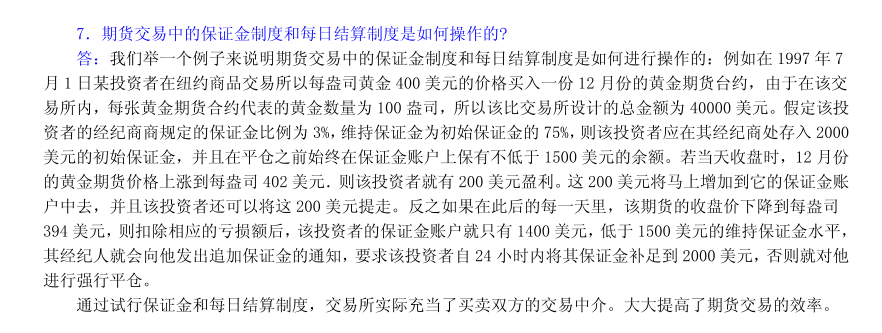 7．期货交易中的保证金制度和每日结算制度是如何操作的?
答：我们举一个例子来说明期货交易中的保证金制度和每日结算制度是如何进行操作的：例如在 1997 年 7
月 1 日某投资者在纽约商品交易所以每盎司黄金 400 美元的价格买入一份 12 月份的黄金期货台约，由于在该交
易所内，每张黄金期货合约代表的黄金数量为 100 盎司，所以该比交易所设计的总金额为 40000 美元。假定该投
资者的经纪商商规定的保证金比例为 3%，维持保证金为初始保证金的 75%，则该投资者应在其经纪商处存入 2000
美元的初始保证金，并且在平仓之前始终在保证金账户上保有不低于 1500 美元的余额。若当天收盘时，12 月份
的黄金期货价格上涨到每盎司 402 美元．则该投资者就有 200 美元盈利。这 200 美元将马上增加到它的保证金账
户中去，并且该投资者还可以将这 200 美元提走。反之如果在此后的每一天里，该期货的收盘价下降到每盎司
394 美元，则扣除相应的亏损额后，该投资者的保证金账户就只有 1400 美元，低于 1500 美元的维持保证金水平，
其经纪人就会向他发出追加保证金的通知，要求该投资者自 24 小时内将其保证金补足到 2000 美元，否则就对他
进行强行平仓。
通过试行保证金和每日结算制度，交易所实际充当了买卖双方的交易中介。大大提高了期货交易的效率。